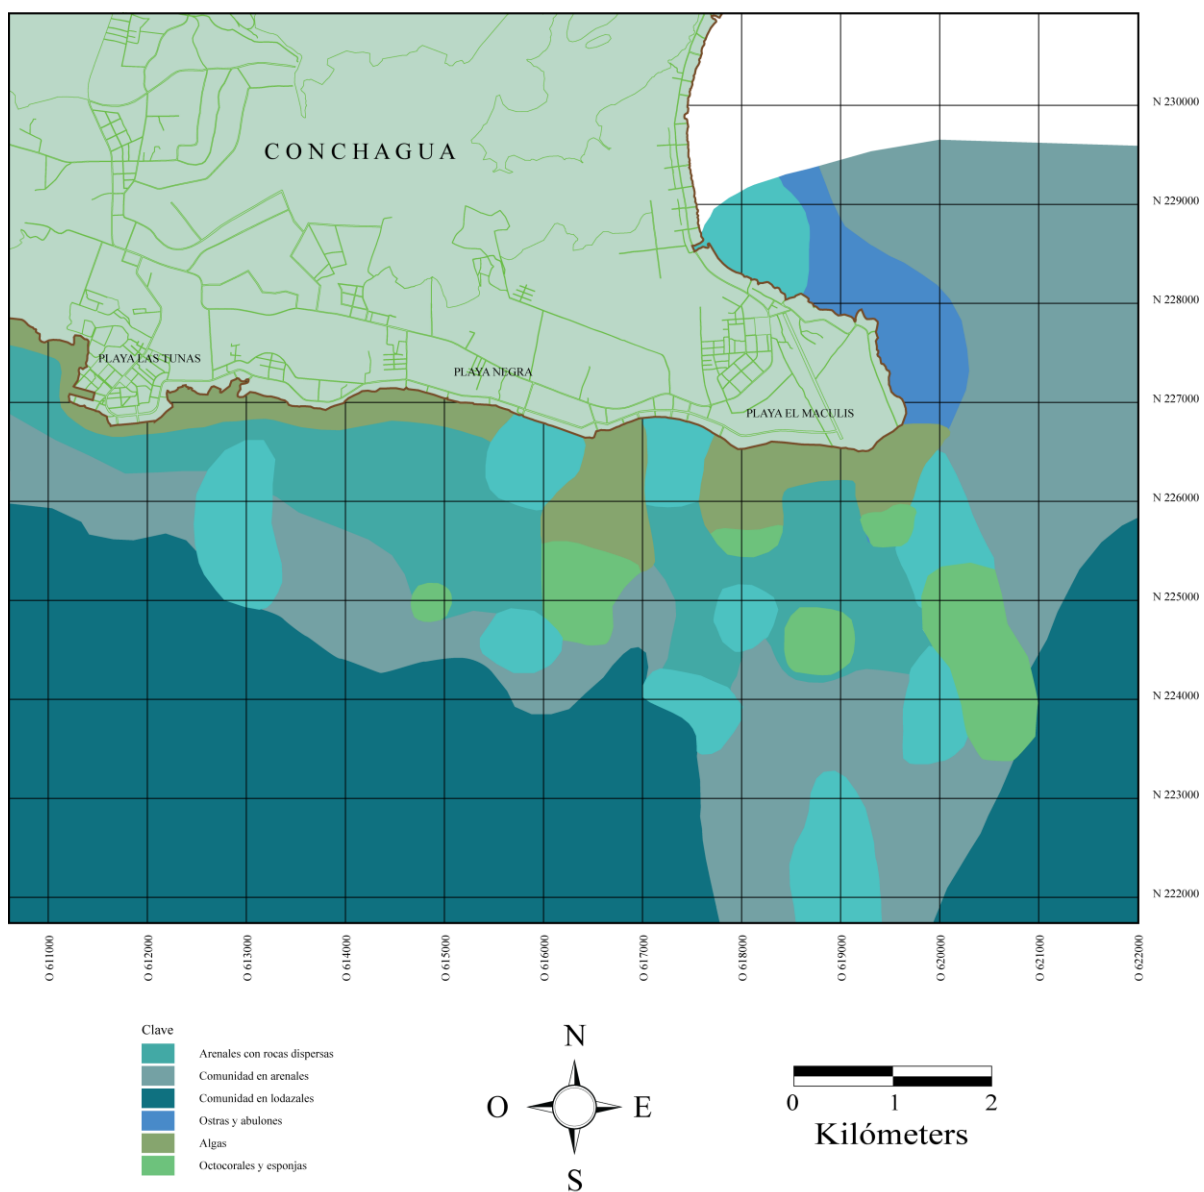 N 230000
CONCHAGUA
N 229000
N 228000
PLAYA LAS TUNAS
PLAYA NEGRA
N 227000
PLAYA EL MACULIS
N 226000
N 225000
N 224000
N 223000
N 222000
O 611000
O 612000
O 613000
O 614000
O 615000
O 616000
O 617000
O 618000
O 619000
O 620000
O 621000
O 622000
Clave
Arenales con rocas dispersas
Comunidad en arenales
Comunidad en lodazales
Ostras y abulones
Algas
Octocorales y esponjas
N
O
E
S
0 1 2
Kilómeters